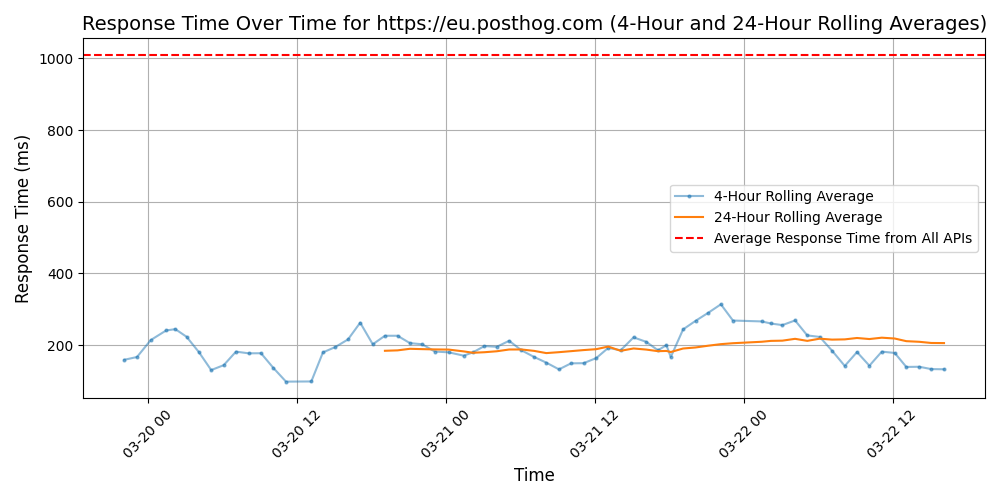 Response Time Over Time for https://eu.posthog.com (4-Hour and 24-Hour Rolling Averages)
Response Time (ms)
1000
800
600
400
200
4-Hour Rolling Average
24-Hour Rolling Average
Average Response Time from All APIs
03-20 00
03-20 12
03-21 00
03-21 12
03-22 00
03-22 12
Time